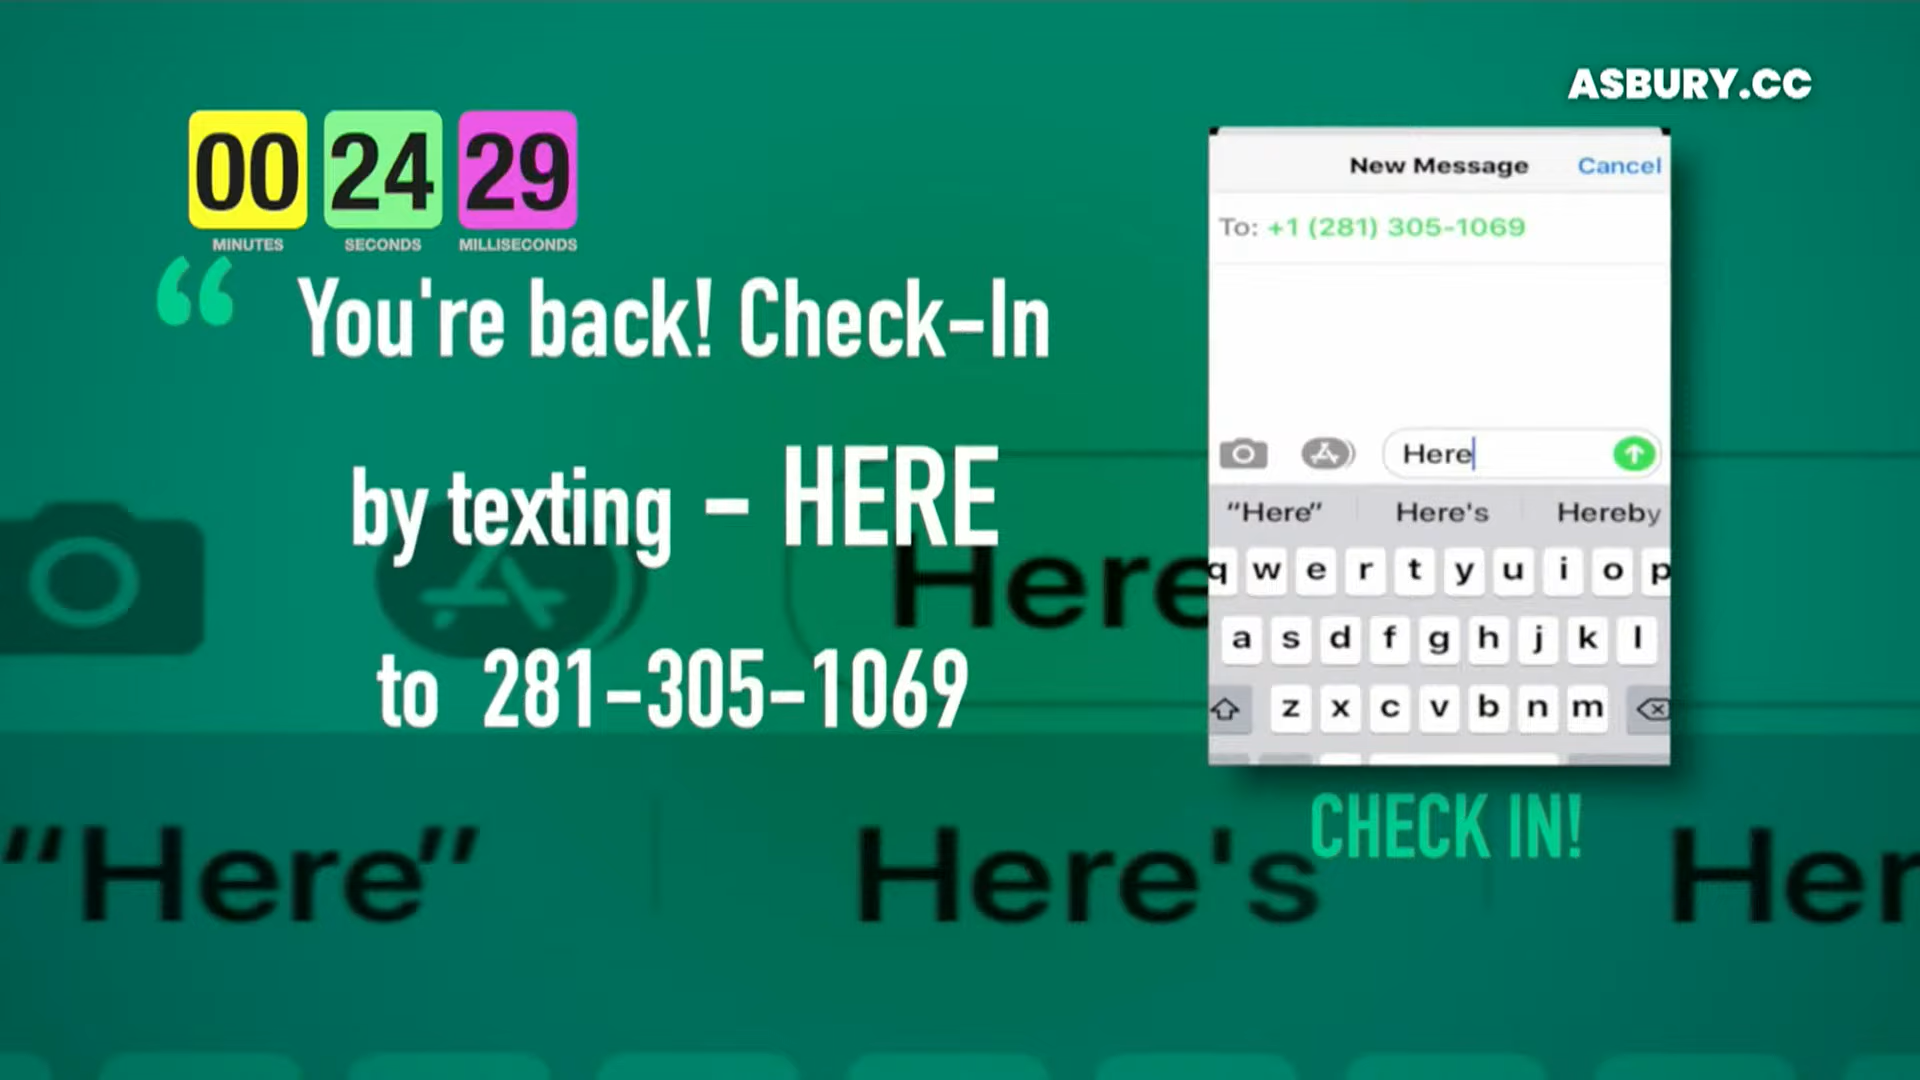 ASBURY.CC
00 24 29
MINUTES SECONDS MILLISECONDS
“ You're back! Check-In
by texting - HERE
to 281-305-1069
New Message Cancel
To: +1 (281) 305-1069
Here
“Here” Here's Hereby
q w e r t y u i o p
a s d f g h j k l
z x c v b n m
CHECK IN!
Here
“Here” Here's Her